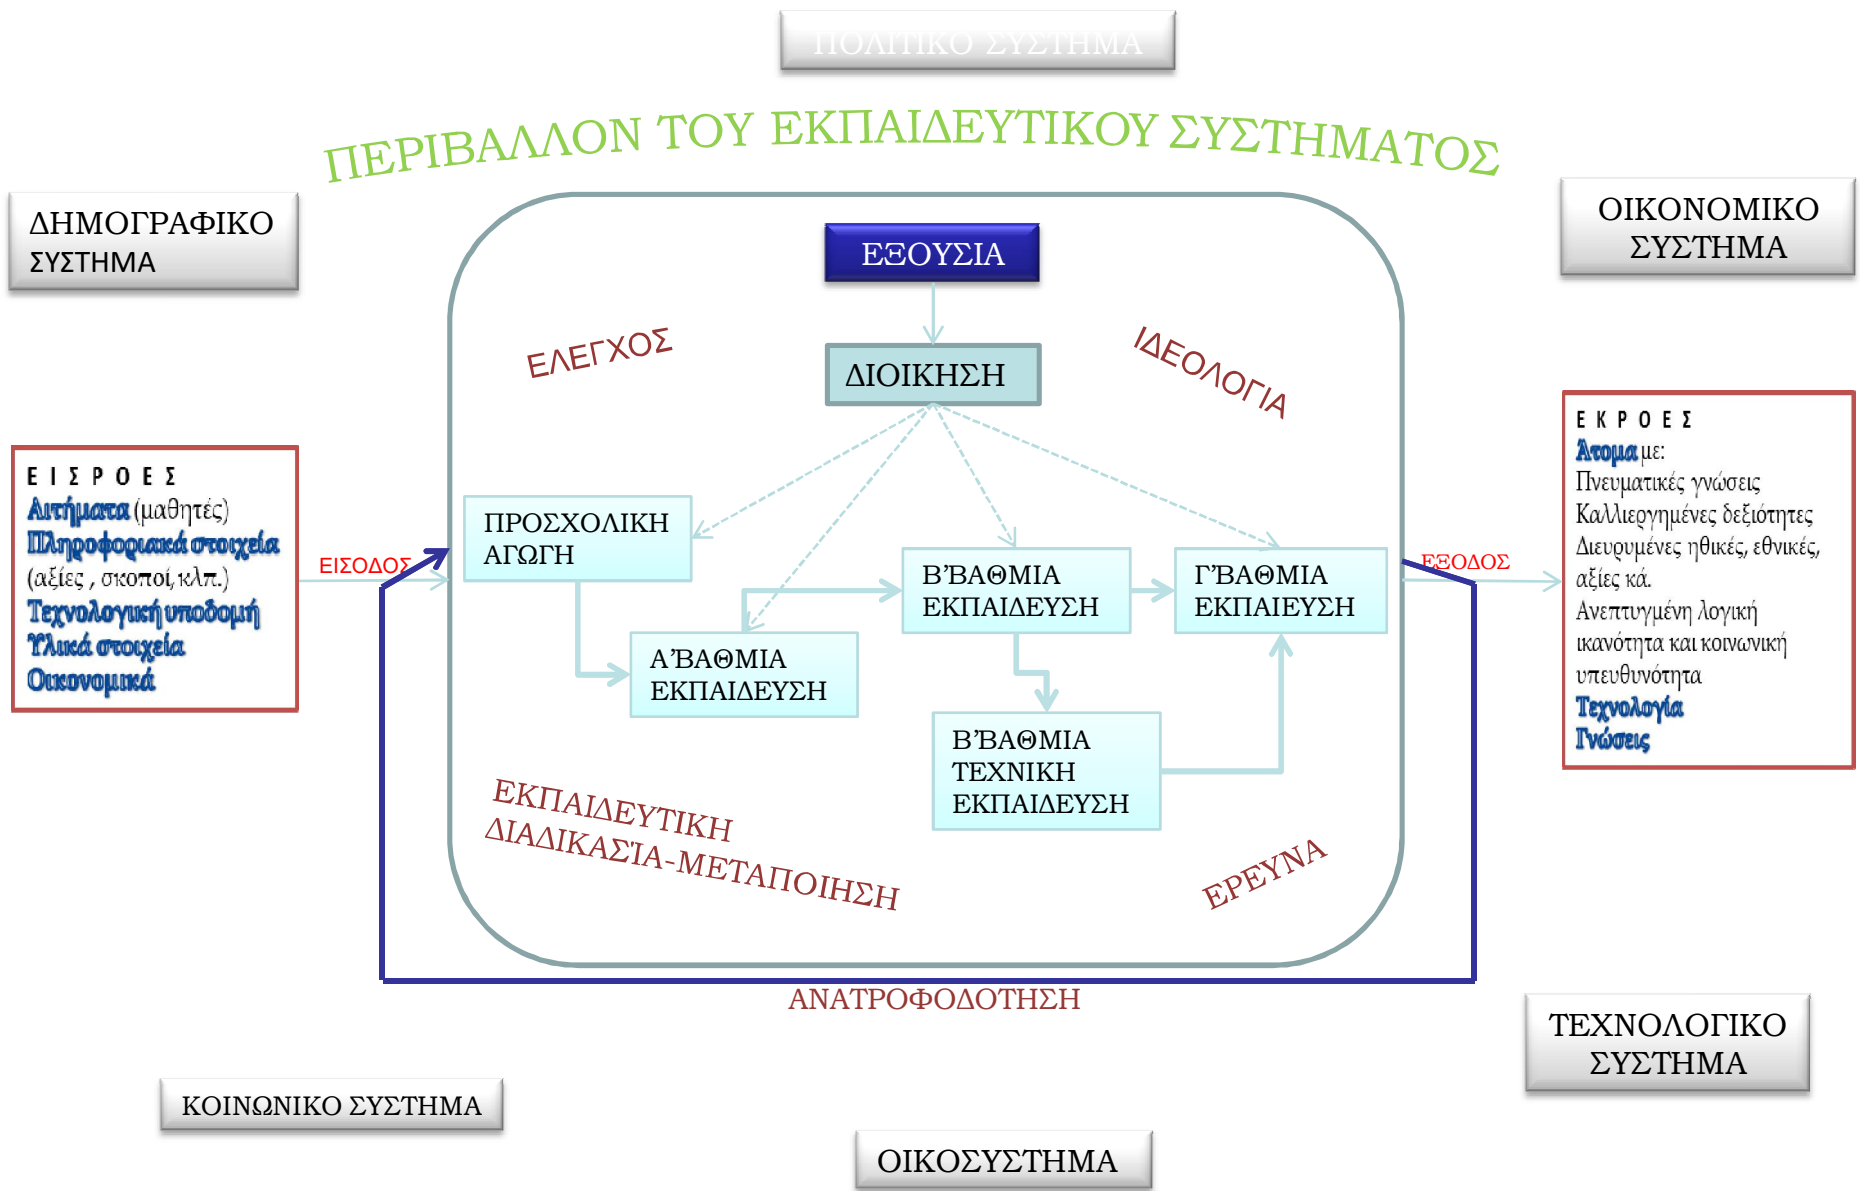 ΠΟΛΙΤΙΚΟ ΣΥΣΤΗΜΑ
ΠΕΡΙΒΑΛΛΟΝ ΤΟΥ ΕΚΠΑΙΔΕΥΤΙΚΟΥ ΣΥΣΤΗΜΑΤΟΣ
ΔΗΜΟΓΡΑΦΙΚΟ
ΣΥΣΤΗΜΑ
ΟΙΚΟΝΟΜΙΚΟ
ΣΥΣΤΗΜΑ
ΕΞΟΥΣΙΑ
ΕΛΕΓΧΟΣ
ΔΙΟΙΚΗΣΗ
ΙΔΕΟΛΟΓΙΑ
Ε Ι Σ Ρ Ο Ε Σ
Αιτήματα (μαθητές)
Πληροφοριακά στοιχεία
(αξίες , σκοποί, κλπ.)
Τεχνολογική υποδομή
Υλικά στοιχεία
Οικονομικά
ΕΙΣΟΔΟΣ
ΠΡΟΣΧΟΛΙΚΗ
ΑΓΩΓΗ
Α΄ΒΑΘΜΙΑ
ΕΚΠΑΙΔΕΥΣΗ
Β΄ΒΑΘΜΙΑ
ΕΚΠΑΙΔΕΥΣΗ
Γ΄ΒΑΘΜΙΑ
ΕΚΠΑΙΕΥΣΗ
Β΄ΒΑΘΜΙΑ
ΤΕΧΝΙΚΗ
ΕΚΠΑΙΔΕΥΣΗ
ΕΞΟΔΟΣ
Ε Κ Ρ Ο Ε Σ
Άτομα με:
Πνευματικές γνώσεις
Καλλιεργημένες δεξιότητες
Διευρυμένες ηθικές, εθνικές,
αξίες κά.
Ανεπτυγμένη λογική
ικανότητα και κοινωνική
υπευθυνότητα
Τεχνολογία
Γνώσεις
ΕΚΠΑΙΔΕΥΤΙΚΗ
ΔΙΑΔΙΚΑΣΊΑ-ΜΕΤΑΠΟΙΗΣΗ
ΕΡΕΥΝΑ
ΑΝΑΤΡΟΦΟΔΟΤΗΣΗ
ΤΕΧΝΟΛΟΓΙΚΟ
ΣΥΣΤΗΜΑ
ΚΟΙΝΩΝΙΚΟ ΣΥΣΤΗΜΑ
ΟΙΚΟΣΥΣΤΗΜΑ